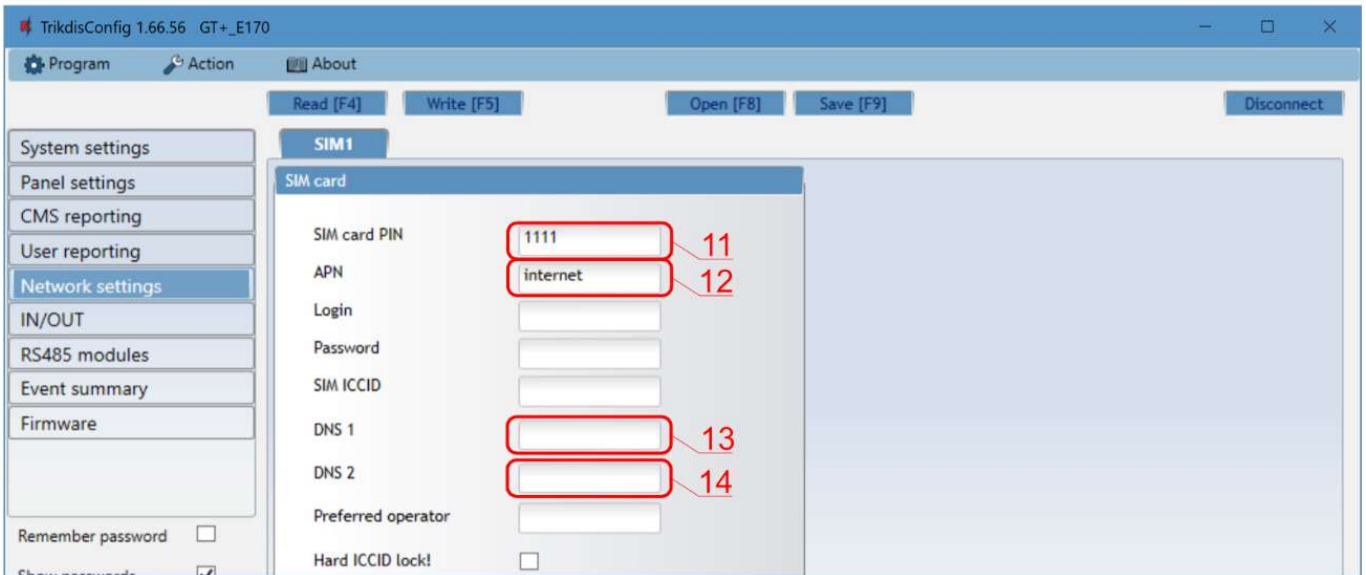 TrikdisConfig 1.66.56 GT+_E170
Program Action About
Read [F4] Write [F5] Open [F8] Save [F9] Disconnect
System settings
Panel settings
CMS reporting
User reporting
Network settings
IN/OUT
RS485 modules
Event summary
Firmware
Remember password
Show passwords
SIM1
SIM card
SIM card PIN 1111 11
APN internet 12
Login
Password
SIM ICCID
DNS 1 13
DNS 2 14
Preferred operator
Hard ICCID lock!